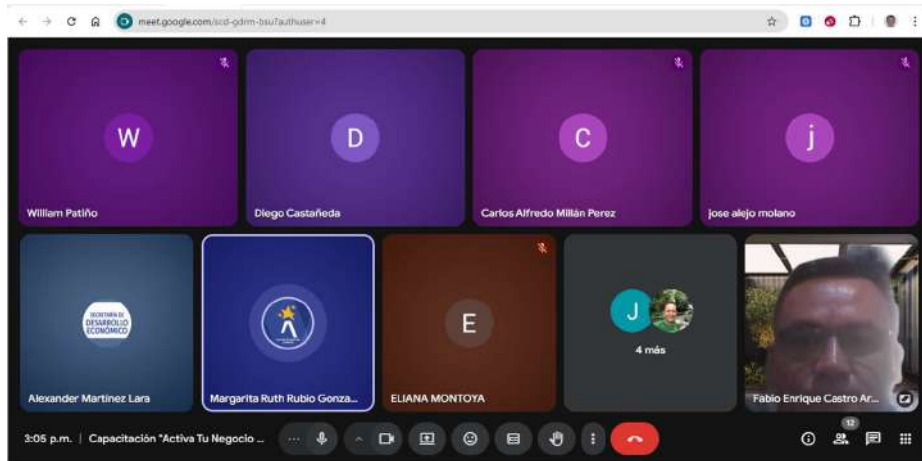 meet.google.com/scd-gdrm-bsu?authuser=4
W
D
C
j
William Patiño
Diego Castañeda
Carlos Alfredo Millán Perez
jose alejo molano
SECRETARÍA DE
DESARROLLO
ECONÓMICO
E
J
4 más
Alexander Martinez Lara
Margarita Ruth Rubio Gonza...
ELIANA MONTOYA
Fabio Enrique Castro Ar...
3:05 p.m. | Capacitación "Activa Tu Negocio ...
12